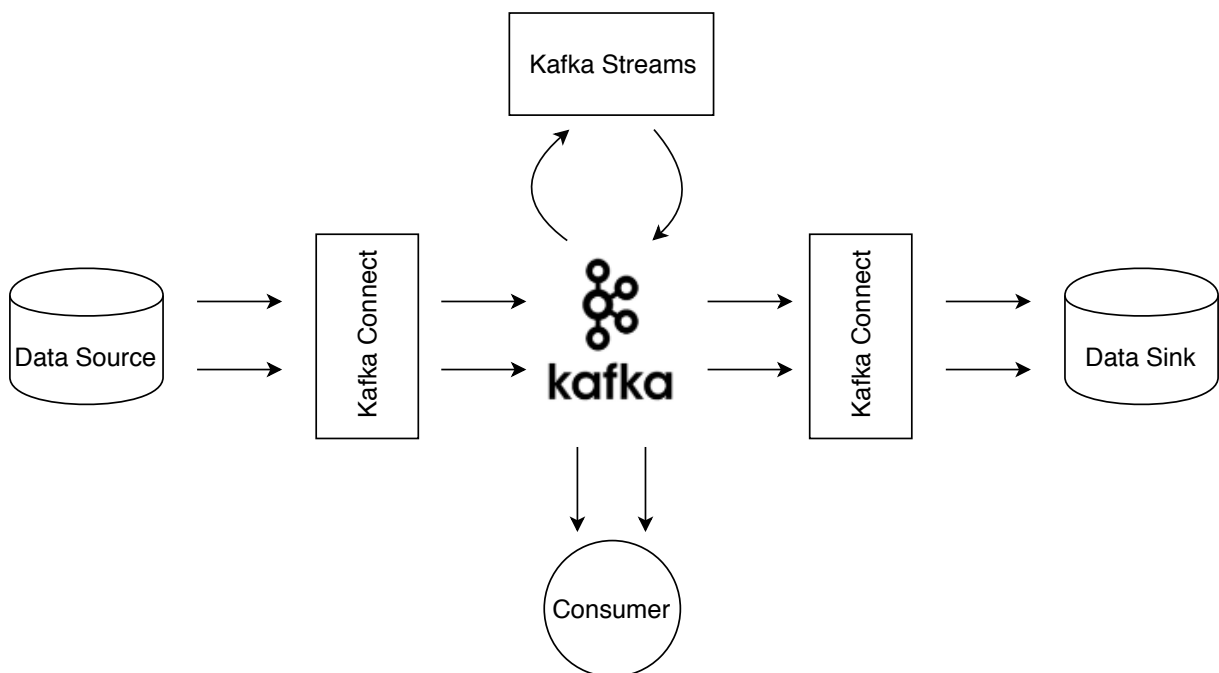 Kafka Streams
Data Source
Kafka Connect
kafka
Kafka Connect
Data Sink
Consumer